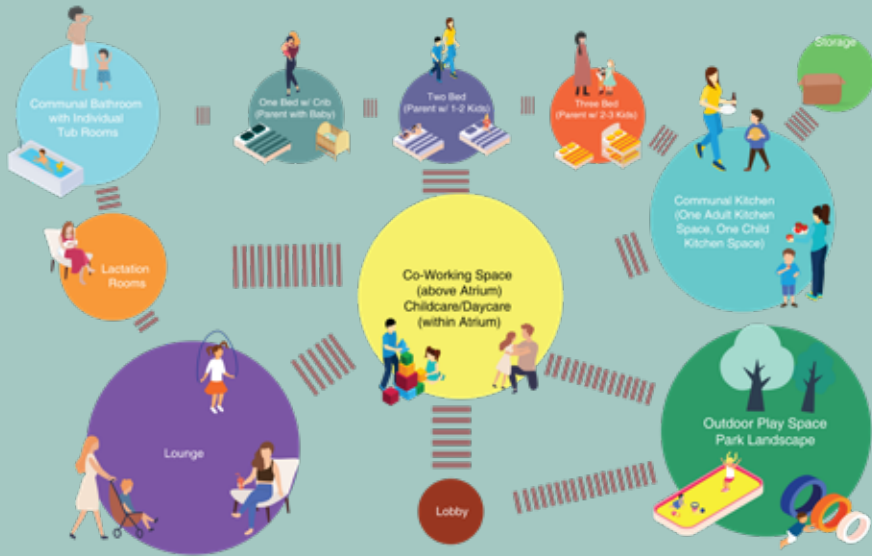 Communal Bathroom
with Individual
Tub Rooms
One Bed w/ Crib
(Parent with Baby)
Two Bed
(Parent w/ 1-2 Kids)
Three Bed
(Parent w/ 2-3 Kids)
Storage
Communal Kitchen
(One Adult Kitchen
Space, One Child
Kitchen Space)
Lactation
Rooms
Co-Working Space
(above Atrium)
Childcare/Daycare
(within Atrium)
Lounge
Outdoor Play Space
Park Landscape
Lobby